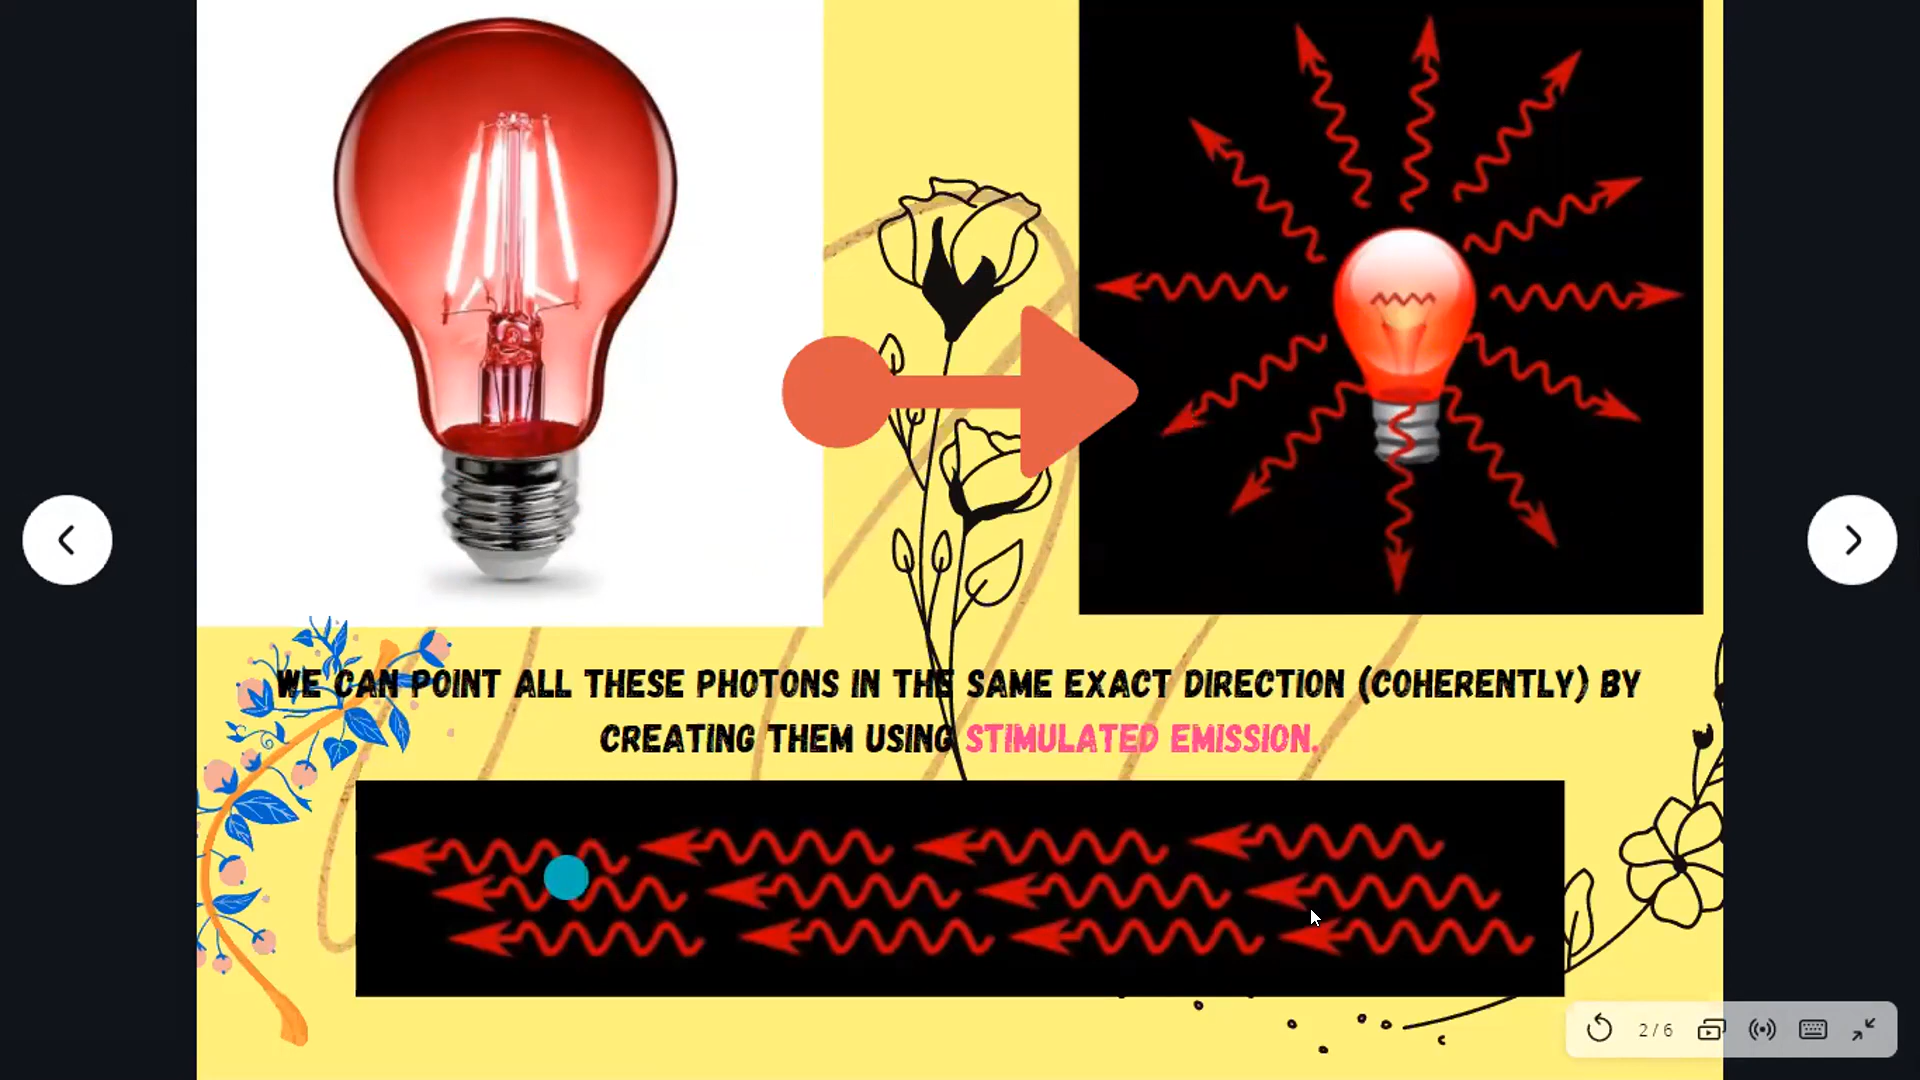 WE CAN POINT ALL THESE PHOTONS IN THE SAME EXACT DIRECTION (COHERENTLY) BY
CREATING THEM USING STIMULATED EMISSION.
2/6